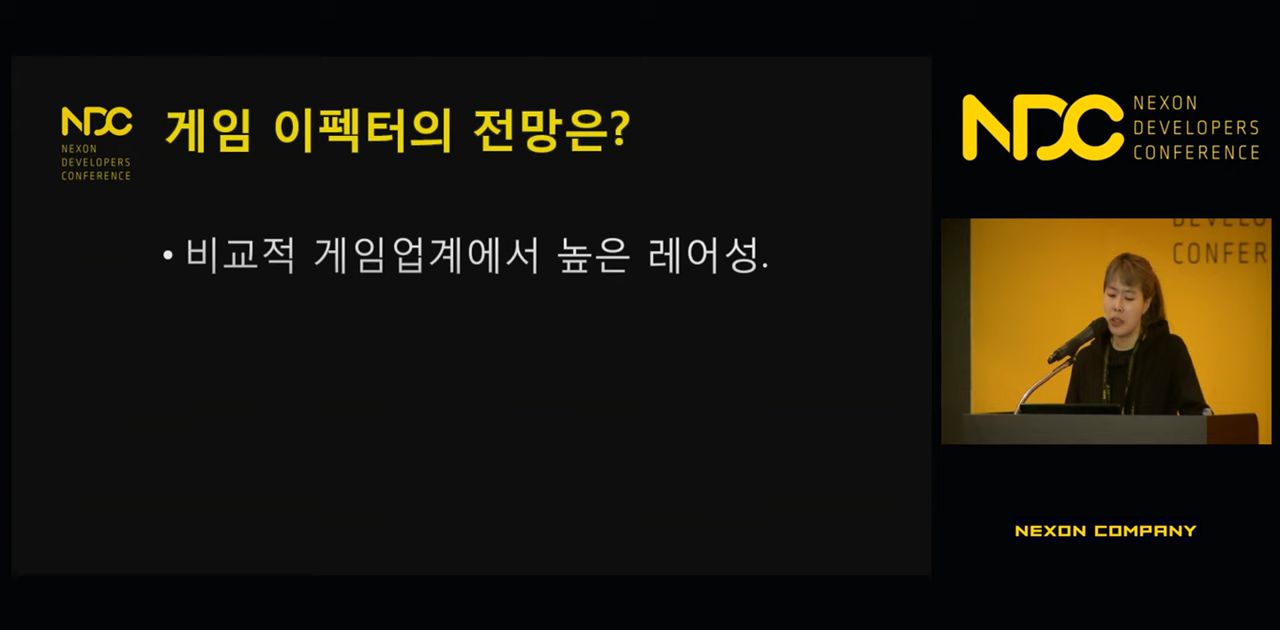 NDC
NEXON
DEVELOPERS
CONFERENCE
게임 이펙터의 전망은?
• 비교적 게임업계에서 높은 레어성.
NDC
NEXON
DEVELOPERS
CONFERENCE
DEVELO
CONFER
NEXON COMPANY